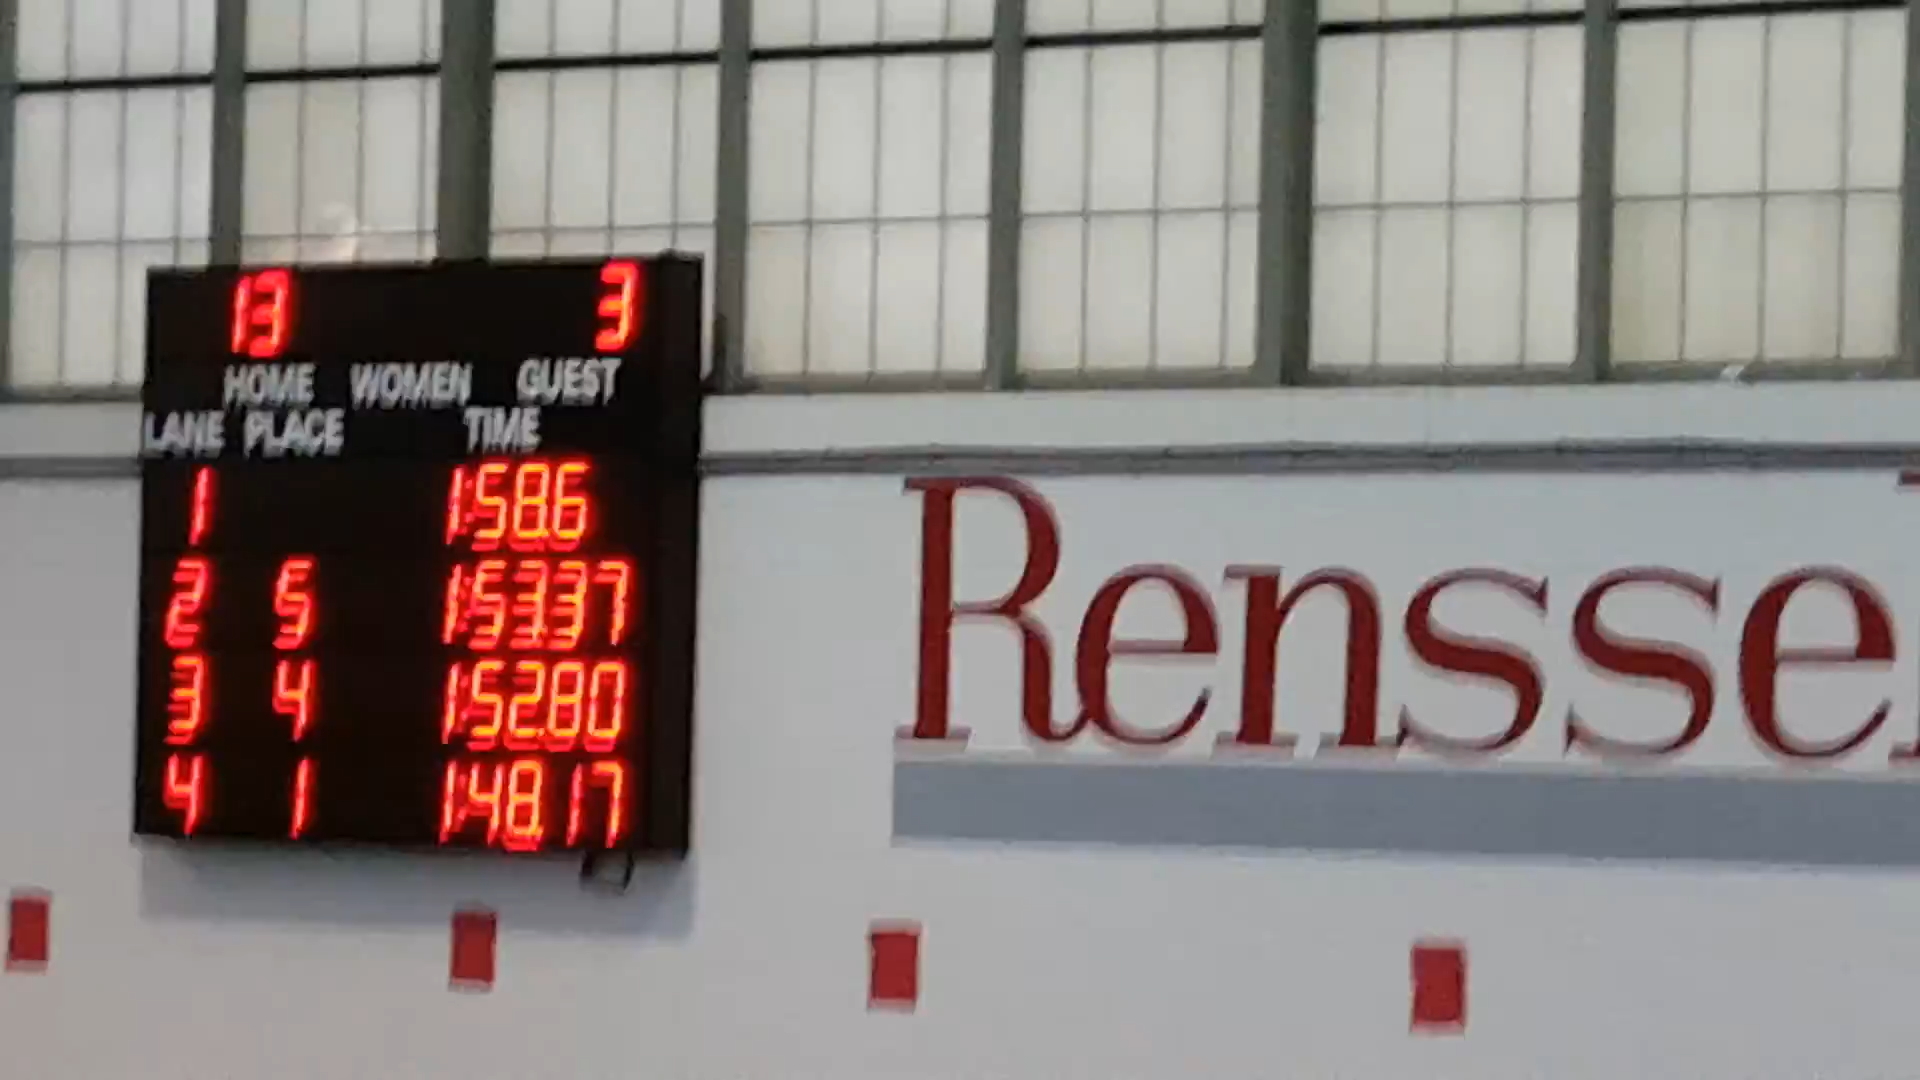 13 3
HOME WOMEN GUEST
LANE PLACE TIME
1 1:58.6
2 5 1:53.37
3 4 1:52.80
4 1 1:48.17
Rensse